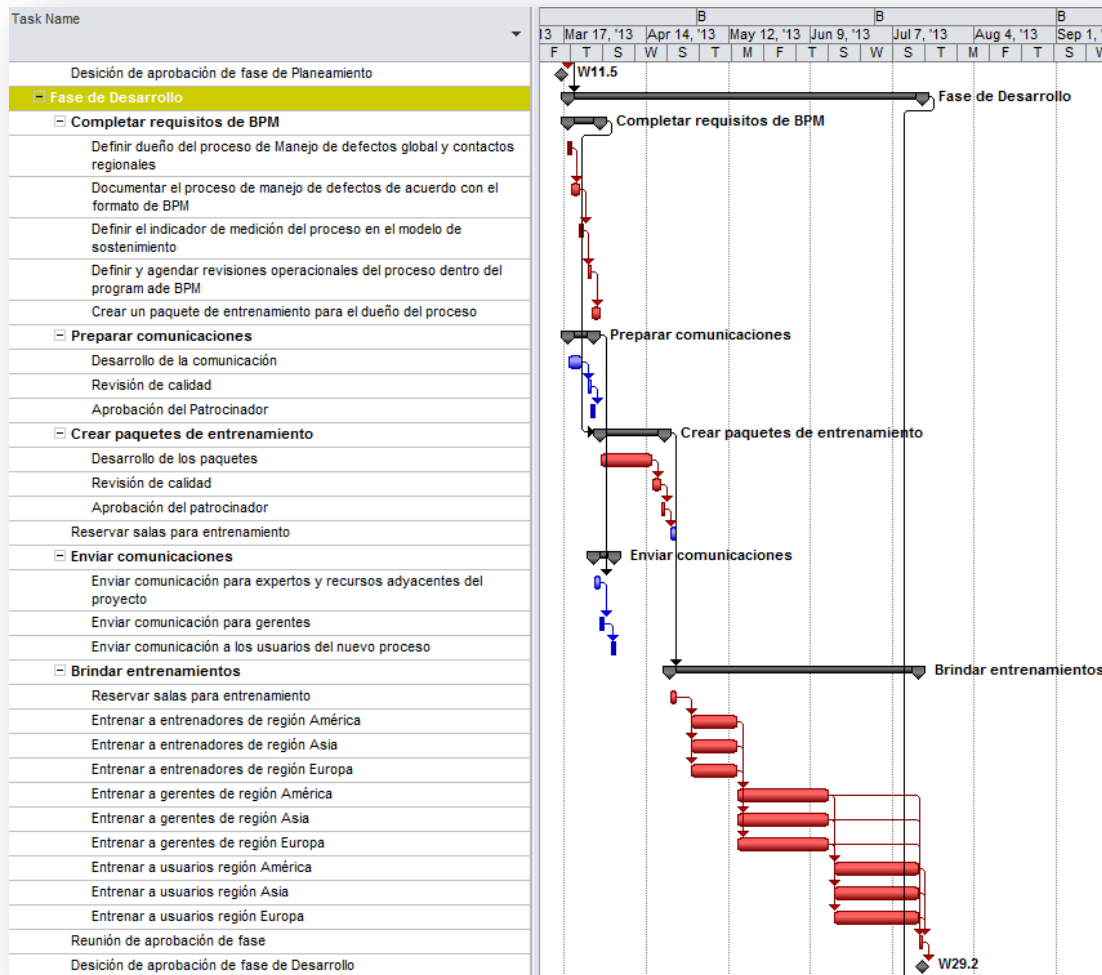 Task Name
B B B
13 Mar 17, '13 Apr 14, '13 May 12, '13 Jun 9, '13 Jul 7, '13 Aug 4, '13 Sep 1, '
F T S W S T M F T S W S T M F T S W
Desición de aprobación de fase de Planeamiento
W11.5
Fase de Desarrollo
Fase de Desarrollo
Completar requisitos de BPM
Completar requisitos de BPM
Definir dueño del proceso de Manejo de defectos global y contactos
regionales
Documentar el proceso de manejo de defectos de acuerdo con el
formato de BPM
Definir el indicador de medición del proceso en el modelo de
sostenimiento
Definir y agendar revisiones operacionales del proceso dentro del
program ade BPM
Crear un paquete de entrenamiento para el dueño del proceso
Preparar comunicaciones
Preparar comunicaciones
Desarrollo de la comunicación
Revisión de calidad
Aprobación del Patrocinador
Crear paquetes de entrenamiento
Crear paquetes de entrenamiento
Desarrollo de los paquetes
Revisión de calidad
Aprobación del patrocinador
Reservar salas para entrenamiento
Enviar comunicaciones
Enviar comunicaciones
Enviar comunicación para expertos y recursos adyacentes del
proyecto
Enviar comunicación para gerentes
Enviar comunicación a los usuarios del nuevo proceso
Brindar entrenamientos
Brindar entrenamientos
Reservar salas para entrenamiento
Entrenar a entrenadores de región América
Entrenar a entrenadores de región Asia
Entrenar a entrenadores de región Europa
Entrenar a gerentes de región América
Entrenar a gerentes de región Asia
Entrenar a gerentes de región Europa
Entrenar a usuarios región América
Entrenar a usuarios región Asia
Entrenar a usuarios región Europa
Reunión de aprobación de fase
Desición de aprobación de fase de Desarrollo
W29.2